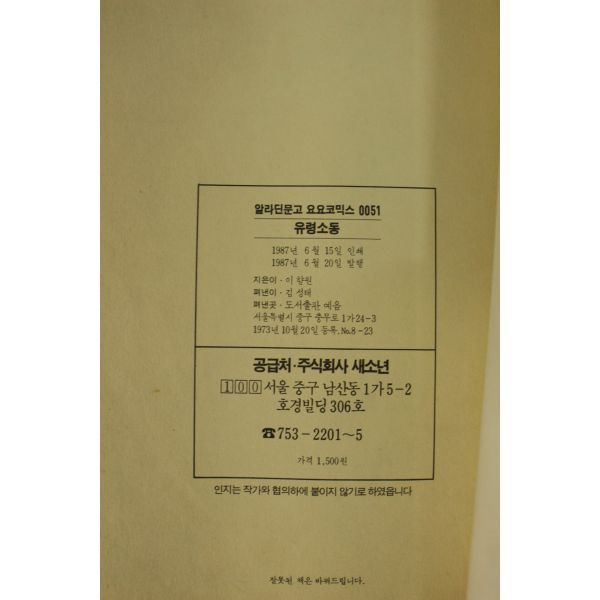 알라딘문고 요요코믹스 0051
유령소동
1987년 6월 15일 인쇄
1987년 6월 20일 발행
지은이·이 향원
펴낸이·김 성태
펴낸곳·도서출판 예음
서울특별시 중구 충무로 1가24-3
1973년 10월 20일 등록. No.8-23
공급처·주식회사 새소년
100 서울 중구 남산동 1가 5-2
호경빌딩 306호
☎753-2201~5
가격 1,500원
인지는 작가와 협의하에 붙이지 않기로 하였읍니다
잘못된 책은 바꿔드립니다.